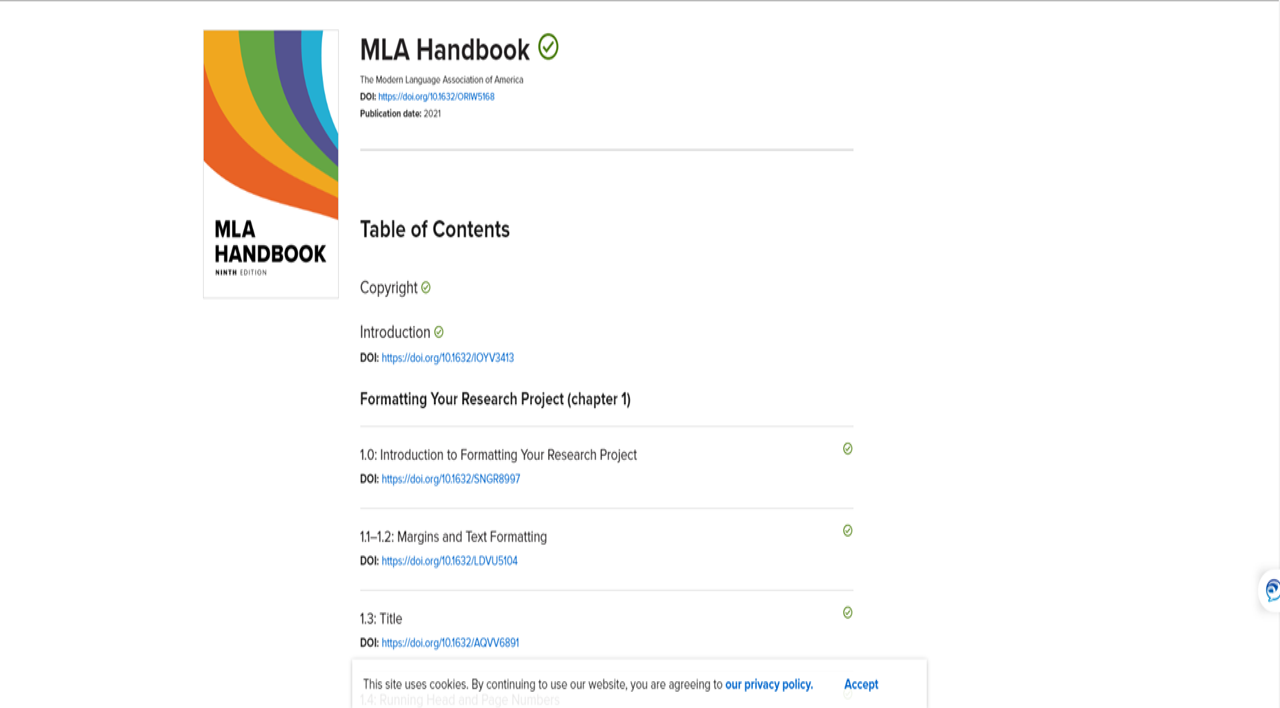 MLA Handbook
The Modern Language Association of America
DOI: https://doi.org/10.1632/ORIW5168
Publication date: 2021
MLA
HANDBOOK
NINTH EDITION
Table of Contents
Copyright
Introduction
DOI: https://doi.org/10.1632/IOYV3413
Formatting Your Research Project (chapter 1)
1.0: Introduction to Formatting Your Research Project
DOI: https://doi.org/10.1632/SNGR8997
1.1–1.2: Margins and Text Formatting
DOI: https://doi.org/10.1632/LDVU5104
1.3: Title
DOI: https://doi.org/10.1632/AQVV6891
This site uses cookies. By continuing to use our website, you are agreeing to our privacy policy. Accept
1.4: Running Head and Page Numbers